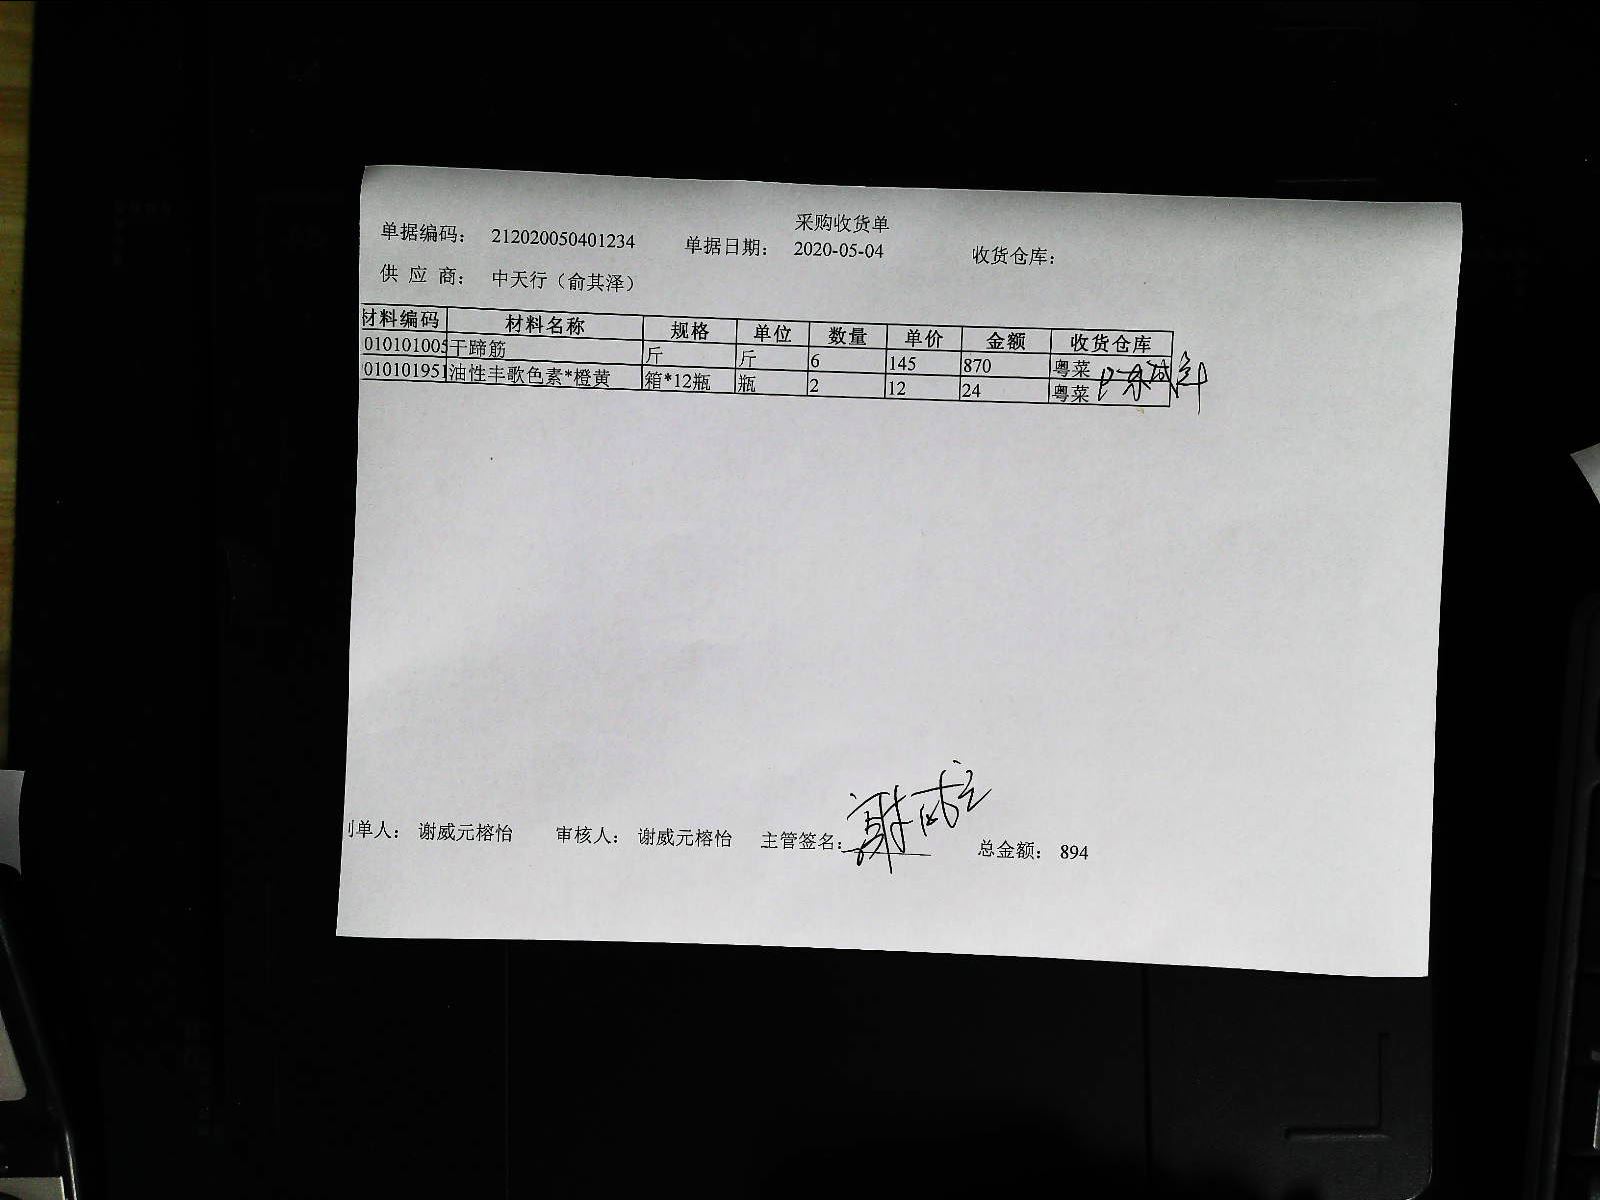 采购收货单
单据编码： 212020050401234 单据日期： 2020-05-04 收货仓库：
供 应 商： 中天行（俞其泽）
材料编码 材料名称 规格 单位 数量 单价 金额 收货仓库
010101005 干蹄筋 斤 斤 6 145 870 粤菜
010101951 油性丰歌色素*橙黄 箱*12瓶 瓶 2 12 24 粤菜
制单人： 谢威元榕怡 审核人： 谢威元榕怡 主管签名： 总金额： 894